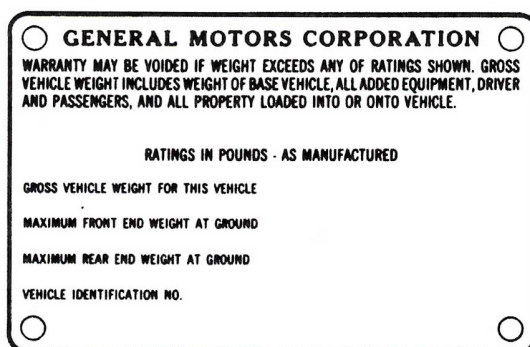 GENERAL MOTORS CORPORATION
WARRANTY MAY BE VOIDED IF WEIGHT EXCEEDS ANY OF RATINGS SHOWN. GROSS
VEHICLE WEIGHT INCLUDES WEIGHT OF BASE VEHICLE, ALL ADDED EQUIPMENT, DRIVER
AND PASSENGERS, AND ALL PROPERTY LOADED INTO OR ONTO VEHICLE.
RATINGS IN POUNDS - AS MANUFACTURED
GROSS VEHICLE WEIGHT FOR THIS VEHICLE
MAXIMUM FRONT END WEIGHT AT GROUND
MAXIMUM REAR END WEIGHT AT GROUND
VEHICLE IDENTIFICATION NO.